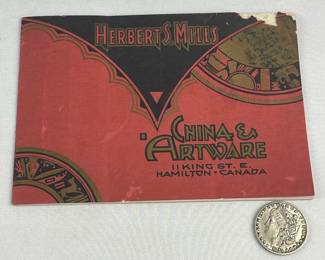 HERBERT S. MILLS
CHINA &
ARTWARE
11 KING ST. E.
HAMILTON - CANADA